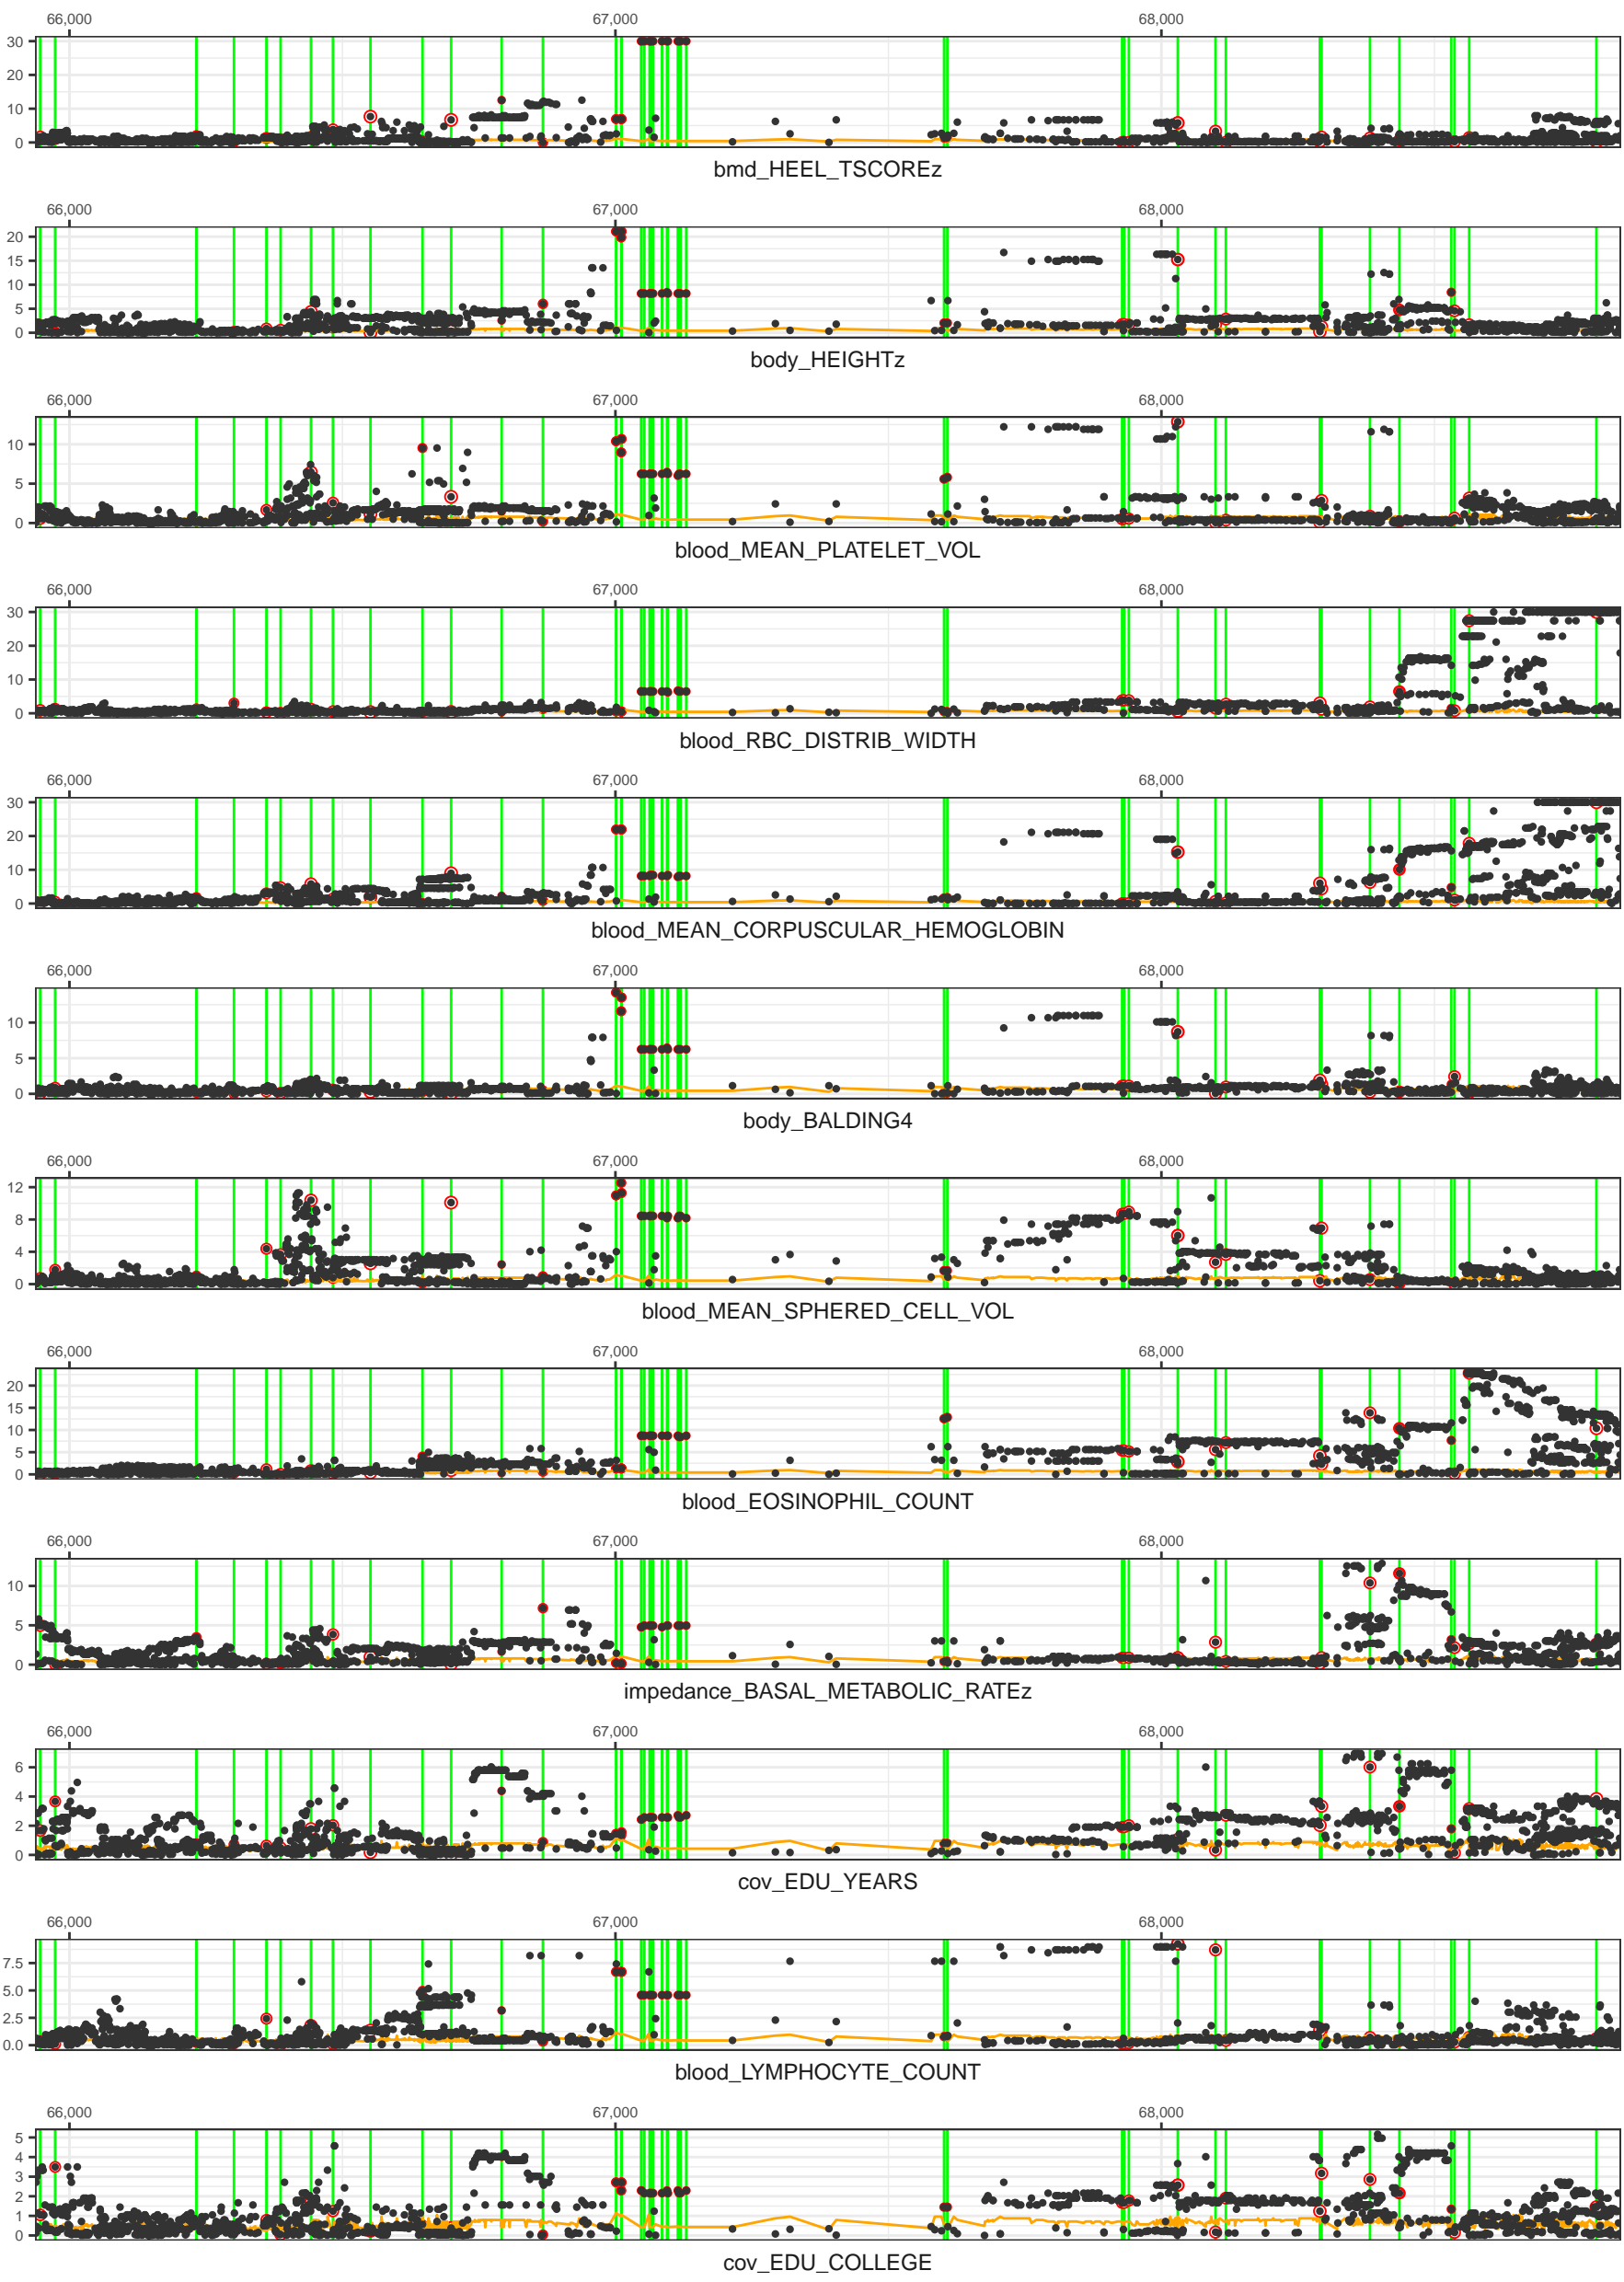 66,000 67,000 68,000
30
20
10
0
bmd_HEEL_TSCOREz
66,000 67,000 68,000
20
15
10
5
0
body_HEIGHTz
66,000 67,000 68,000
10
5
0
blood_MEAN_PLATELET_VOL
66,000 67,000 68,000
30
20
10
0
blood_RBC_DISTRIB_WIDTH
66,000 67,000 68,000
30
20
10
0
blood_MEAN_CORPUSCULAR_HEMOGLOBIN
66,000 67,000 68,000
10
5
0
body_BALDING4
66,000 67,000 68,000
12
8
4
0
blood_MEAN_SPHERED_CELL_VOL
66,000 67,000 68,000
20
15
10
5
0
blood_EOSINOPHIL_COUNT
66,000 67,000 68,000
10
5
0
impedance_BASAL_METABOLIC_RATEz
66,000 67,000 68,000
6
4
2
0
cov_EDU_YEARS
66,000 67,000 68,000
7.5
5.0
2.5
0.0
blood_LYMPHOCYTE_COUNT
66,000 67,000 68,000
5
4
3
2
1
0
cov_EDU_COLLEGE